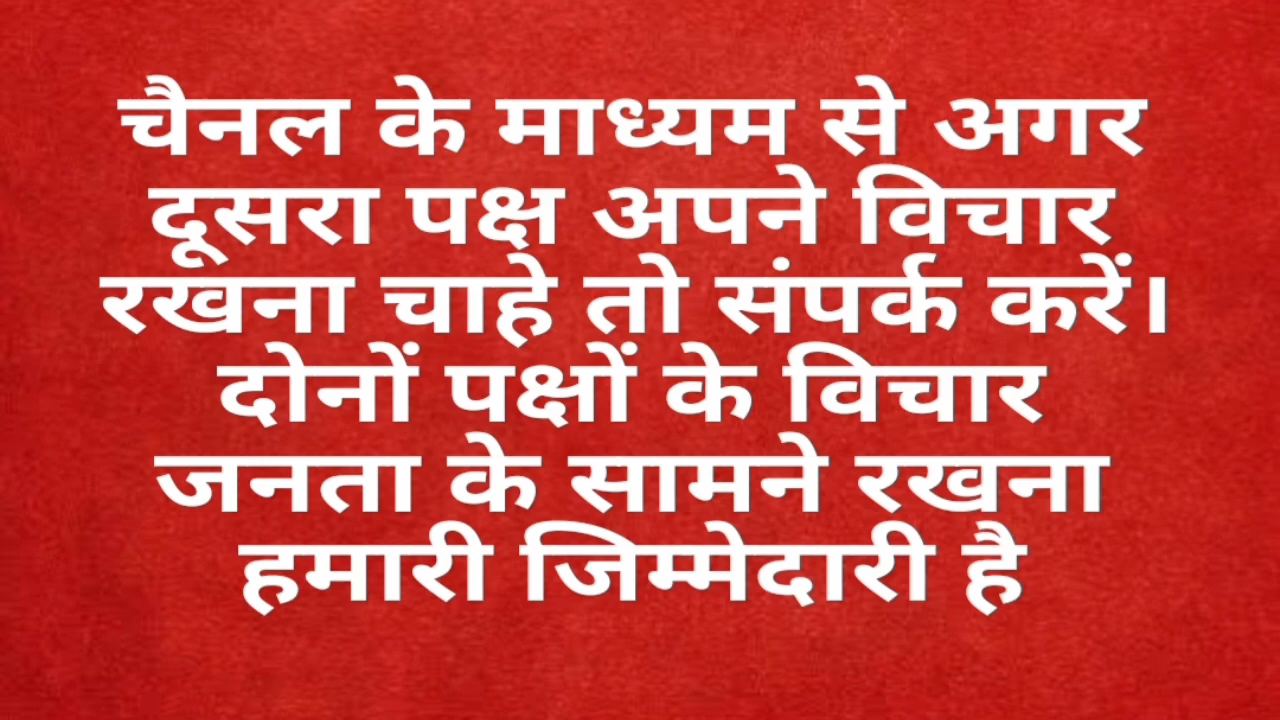 चैनल के माध्यम से अगर
दूसरा पक्ष अपने विचार
रखना चाहे तो संपर्क करें।
दोनों पक्षों के विचार
जनता के सामने रखना
हमारी जिम्मेदारी है